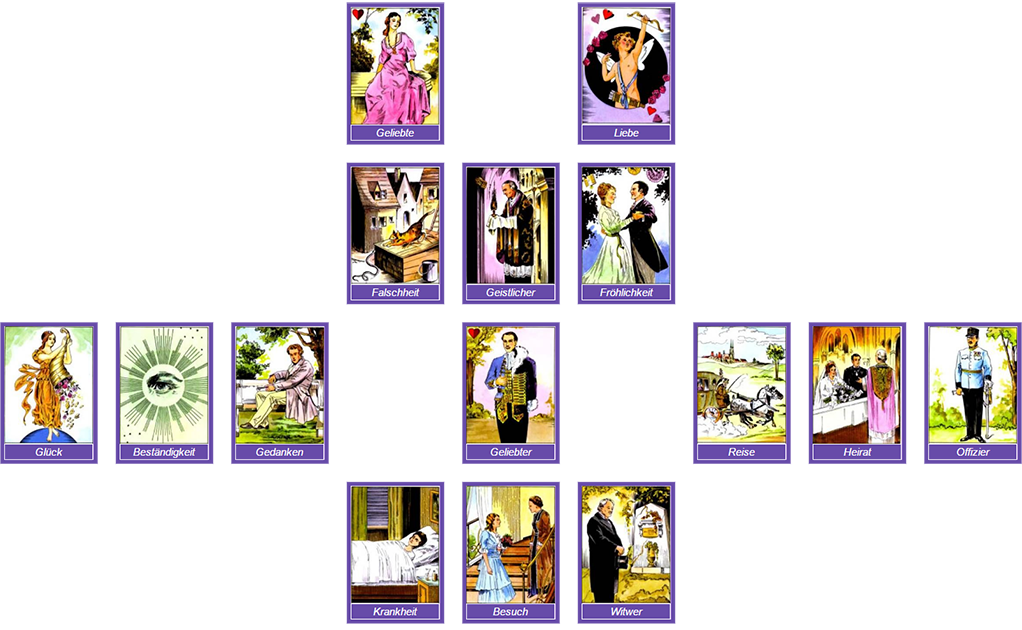 Geliebte
Liebe
Falschheit
Geistlicher
Fröhlichkeit
Glück
Beständigkeit
Gedanken
Geliebter
Reise
Heirat
Offizier
Krankheit
Besuch
Witwer